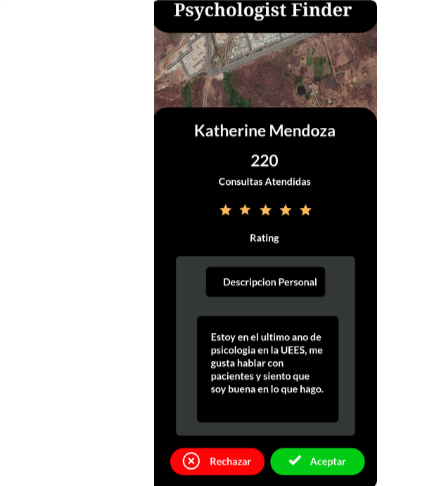 Psychologist Finder
Katherine Mendoza
220
Consultas Atendidas
Rating
Descripcion Personal
Estoy en el ultimo ano de
psicologia en la UEES, me
gusta hablar con
pacientes y siento que
soy buena en lo que hago.
Rechazar
Aceptar